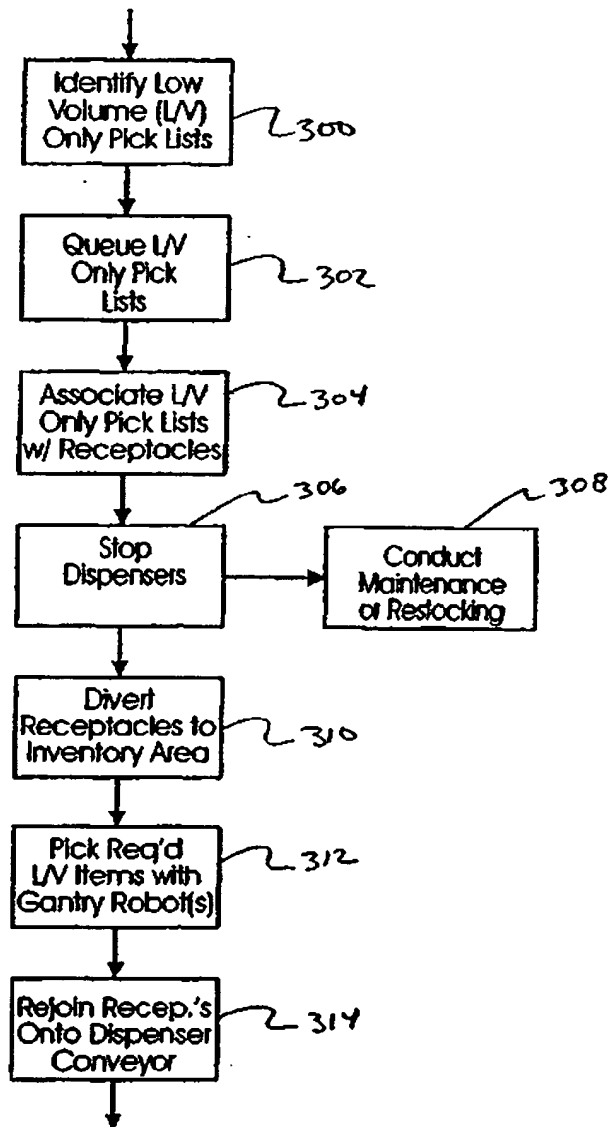 Identify Low
Volume (L/V)
Only Pick Lists
300
Queue L/V
Only Pick
Lists
302
Associate L/V
Only Pick Lists
w/ Receptacles
304
306
Stop
Dispensers
308
Conduct
Maintenance
or Restocking
Divert
Receptacles to
Inventory Area
310
Pick Req'd
L/V Items with
Gantry Robot(s)
312
Rejoin Recep.'s
Onto Dispenser
Conveyor
314